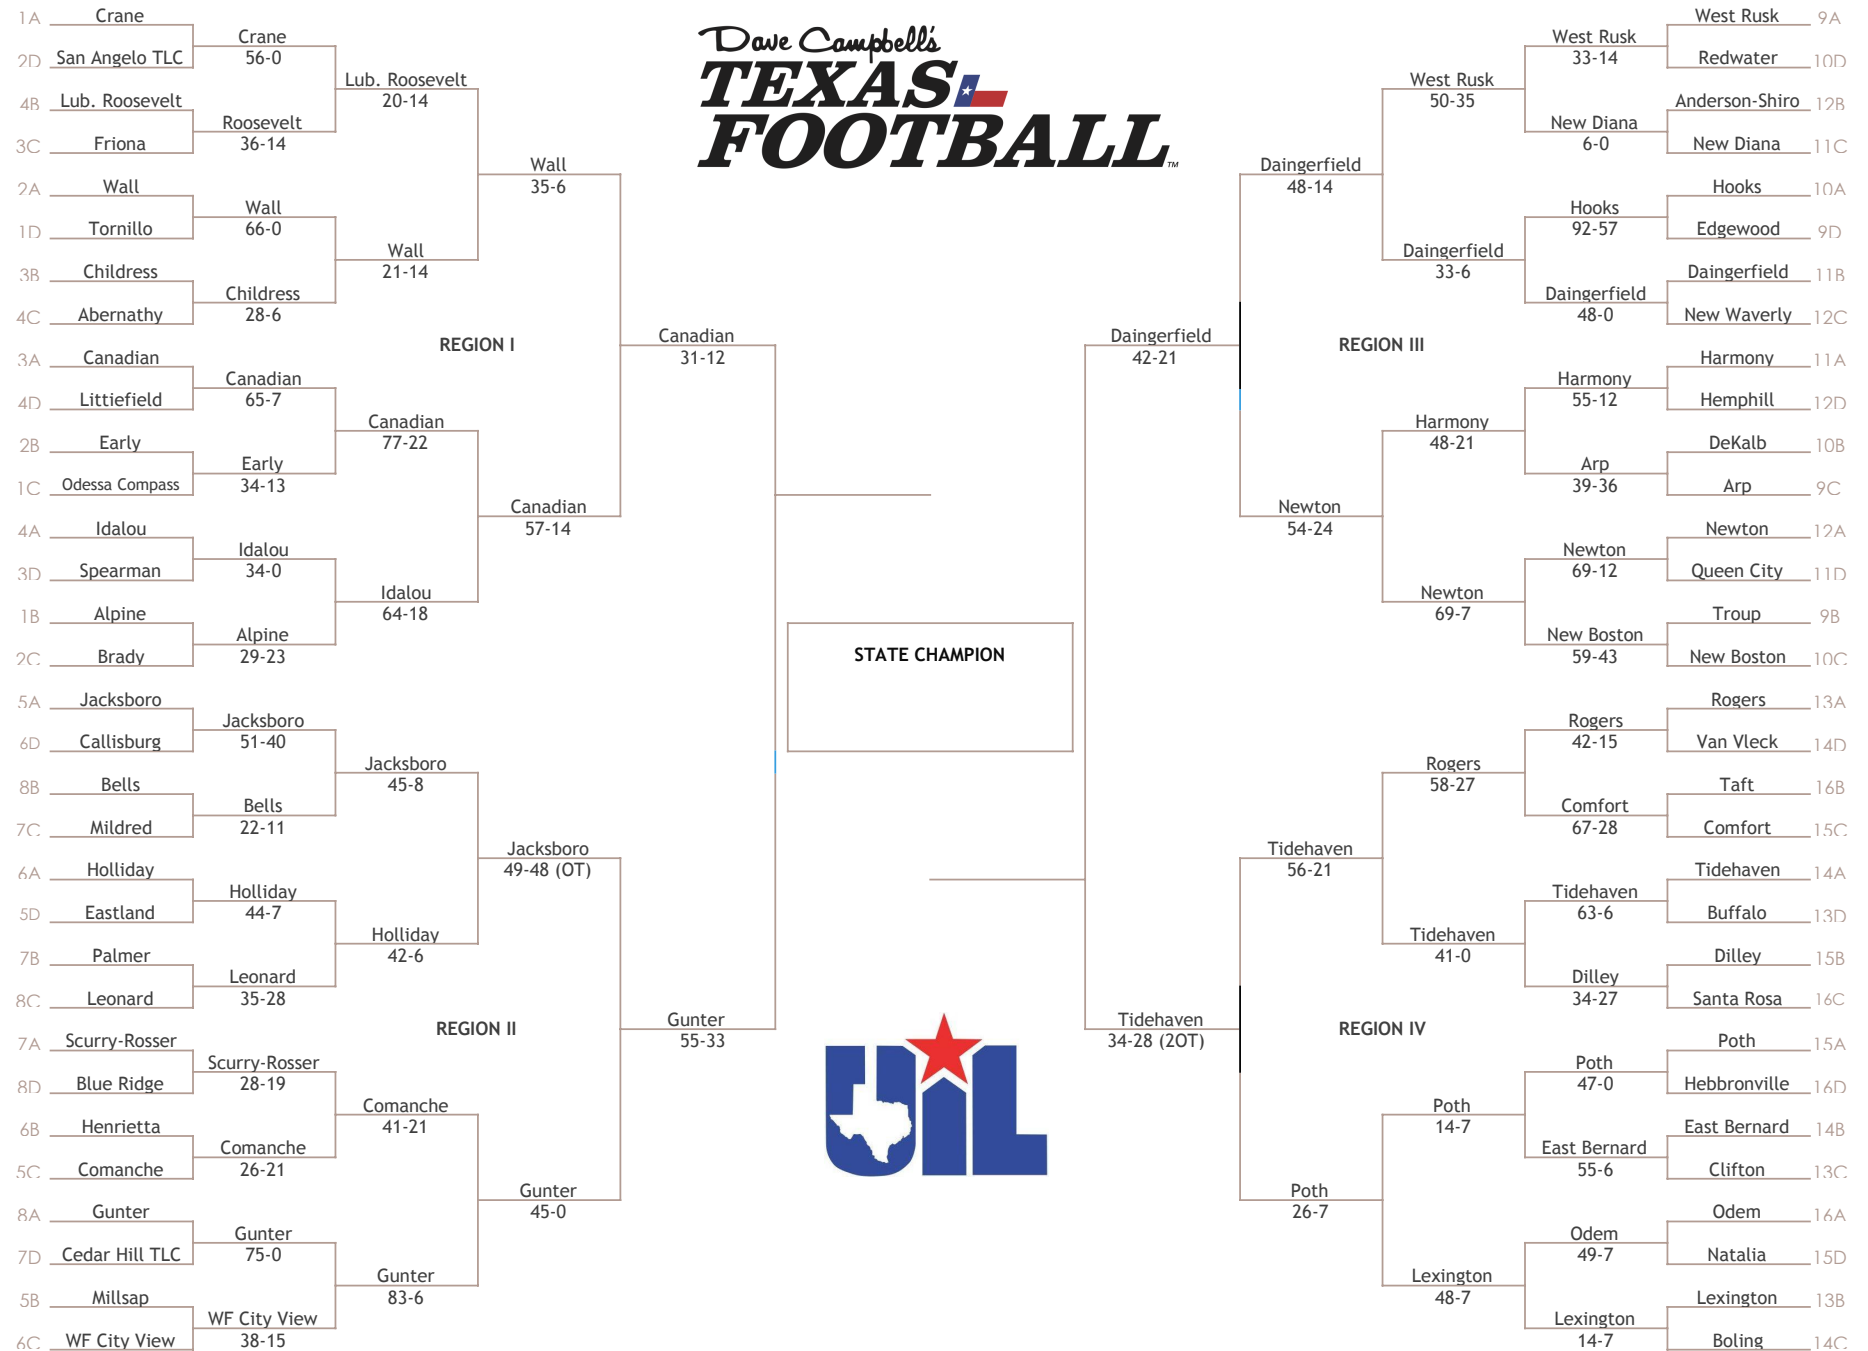 Dave Campbell's
TEXAS
FOOTBALL
TM
1A Crane
2D San Angelo TLC
4B Lub. Roosevelt
3C Friona
2A Wall
1D Tornillo
3B Childress
4C Abernathy
3A Canadian
4D Littiefield
2B Early
1C Odessa Compass
4A Idalou
3D Spearman
1B Alpine
2C Brady
5A Jacksboro
6D Callisburg
8B Bells
7C Mildred
6A Holliday
5D Eastland
7B Palmer
8C Leonard
7A Scurry-Rosser
8D Blue Ridge
6B Henrietta
5C Comanche
8A Gunter
7D Cedar Hill TLC
5B Millsap
6C WF City View
Crane
56-0
Roosevelt
36-14
Wall
66-0
Childress
28-6
Canadian
65-7
Early
34-13
Idalou
34-0
Alpine
29-23
Jacksboro
51-40
Bells
22-11
Holliday
44-7
Leonard
35-28
Scurry-Rosser
28-19
Comanche
26-21
Gunter
75-0
WF City View
38-15
Lub. Roosevelt
20-14
Wall
21-14
Canadian
77-22
Idalou
64-18
Jacksboro
45-8
Holliday
42-6
Comanche
41-21
Gunter
83-6
Wall
35-6
REGION I
Canadian
57-14
Jacksboro
49-48 (OT)
REGION II
Gunter
45-0
Canadian
31-12
Gunter
55-33
STATE CHAMPION
UIL
Daingerfield
42-21
Tidehaven
34-28 (2OT)
Daingerfield
48-14
REGION III
Newton
54-24
Tidehaven
56-21
REGION IV
Poth
26-7
West Rusk
50-35
Daingerfield
33-6
Harmony
48-21
Newton
69-7
Rogers
58-27
Tidehaven
41-0
Poth
14-7
Lexington
48-7
West Rusk
33-14
New Diana
6-0
Hooks
92-57
Daingerfield
48-0
Harmony
55-12
Arp
39-36
Newton
69-12
New Boston
59-43
Rogers
42-15
Comfort
67-28
Tidehaven
63-6
Dilley
34-27
Poth
47-0
East Bernard
55-6
Odem
49-7
Lexington
14-7
West Rusk 9A
Redwater 10D
Anderson-Shiro 12B
New Diana 11C
Hooks 10A
Edgewood 9D
Daingerfield 11B
New Waverly 12C
Harmony 11A
Hemphill 12D
DeKalb 10B
Arp 9C
Newton 12A
Queen City 11D
Troup 9B
New Boston 10C
Rogers 13A
Van Vleck 14D
Taft 16B
Comfort 15C
Tidehaven 14A
Buffalo 13D
Dilley 15B
Santa Rosa 16C
Poth 15A
Hebbronville 16D
East Bernard 14B
Clifton 13C
Odem 16A
Natalia 15D
Lexington 13B
Boling 14C